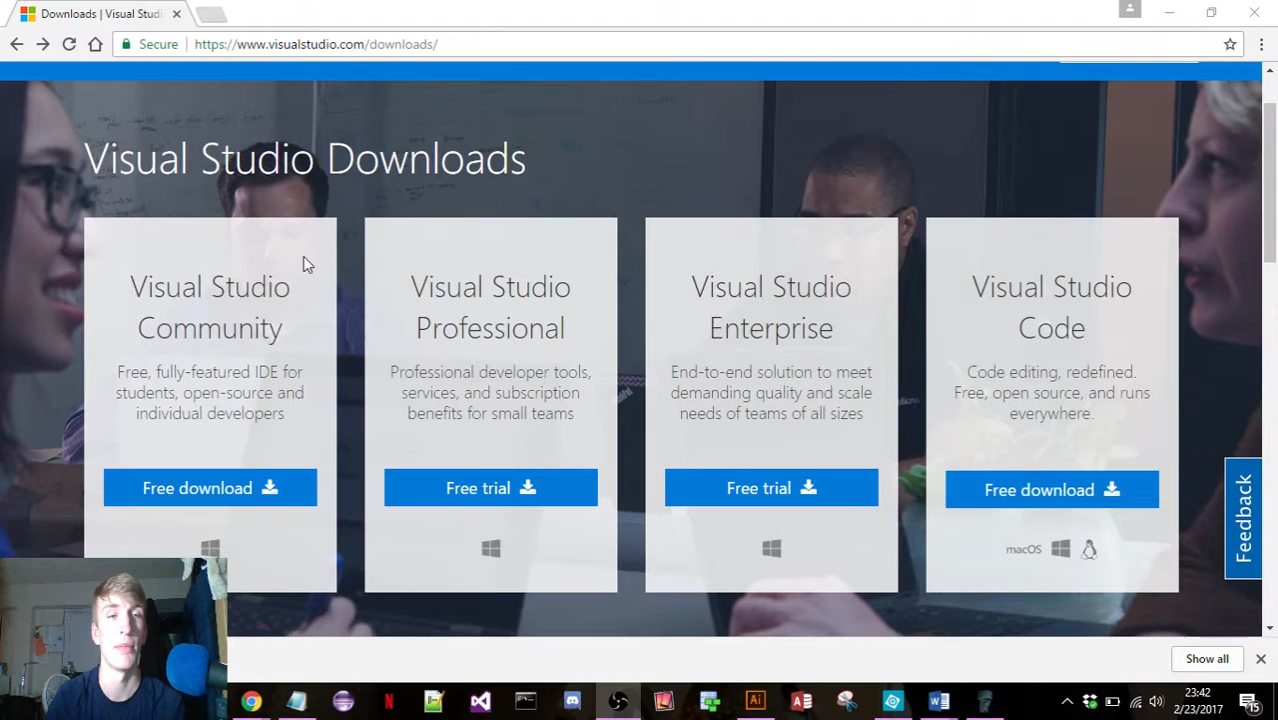 Downloads | Visual Studi
Secure
https://www.visualstudio.com/downloads/
Visual Studio Downloads
Visual Studio
Community
Free, fully-featured IDE for
students, open-source and
individual developers
Free download
Visual Studio
Professional
Professional developer tools,
services, and subscription
benefits for small teams
Free trial
Visual Studio
Enterprise
End-to-end solution to meet
demanding quality and scale
needs of teams of all sizes
Free trial
Visual Studio
Code
Code editing, redefined.
Free, open source, and runs
everywhere.
Free download
macOS
Feedback
Show all
N
Ai
A
W
23:42
2/23/2017
15